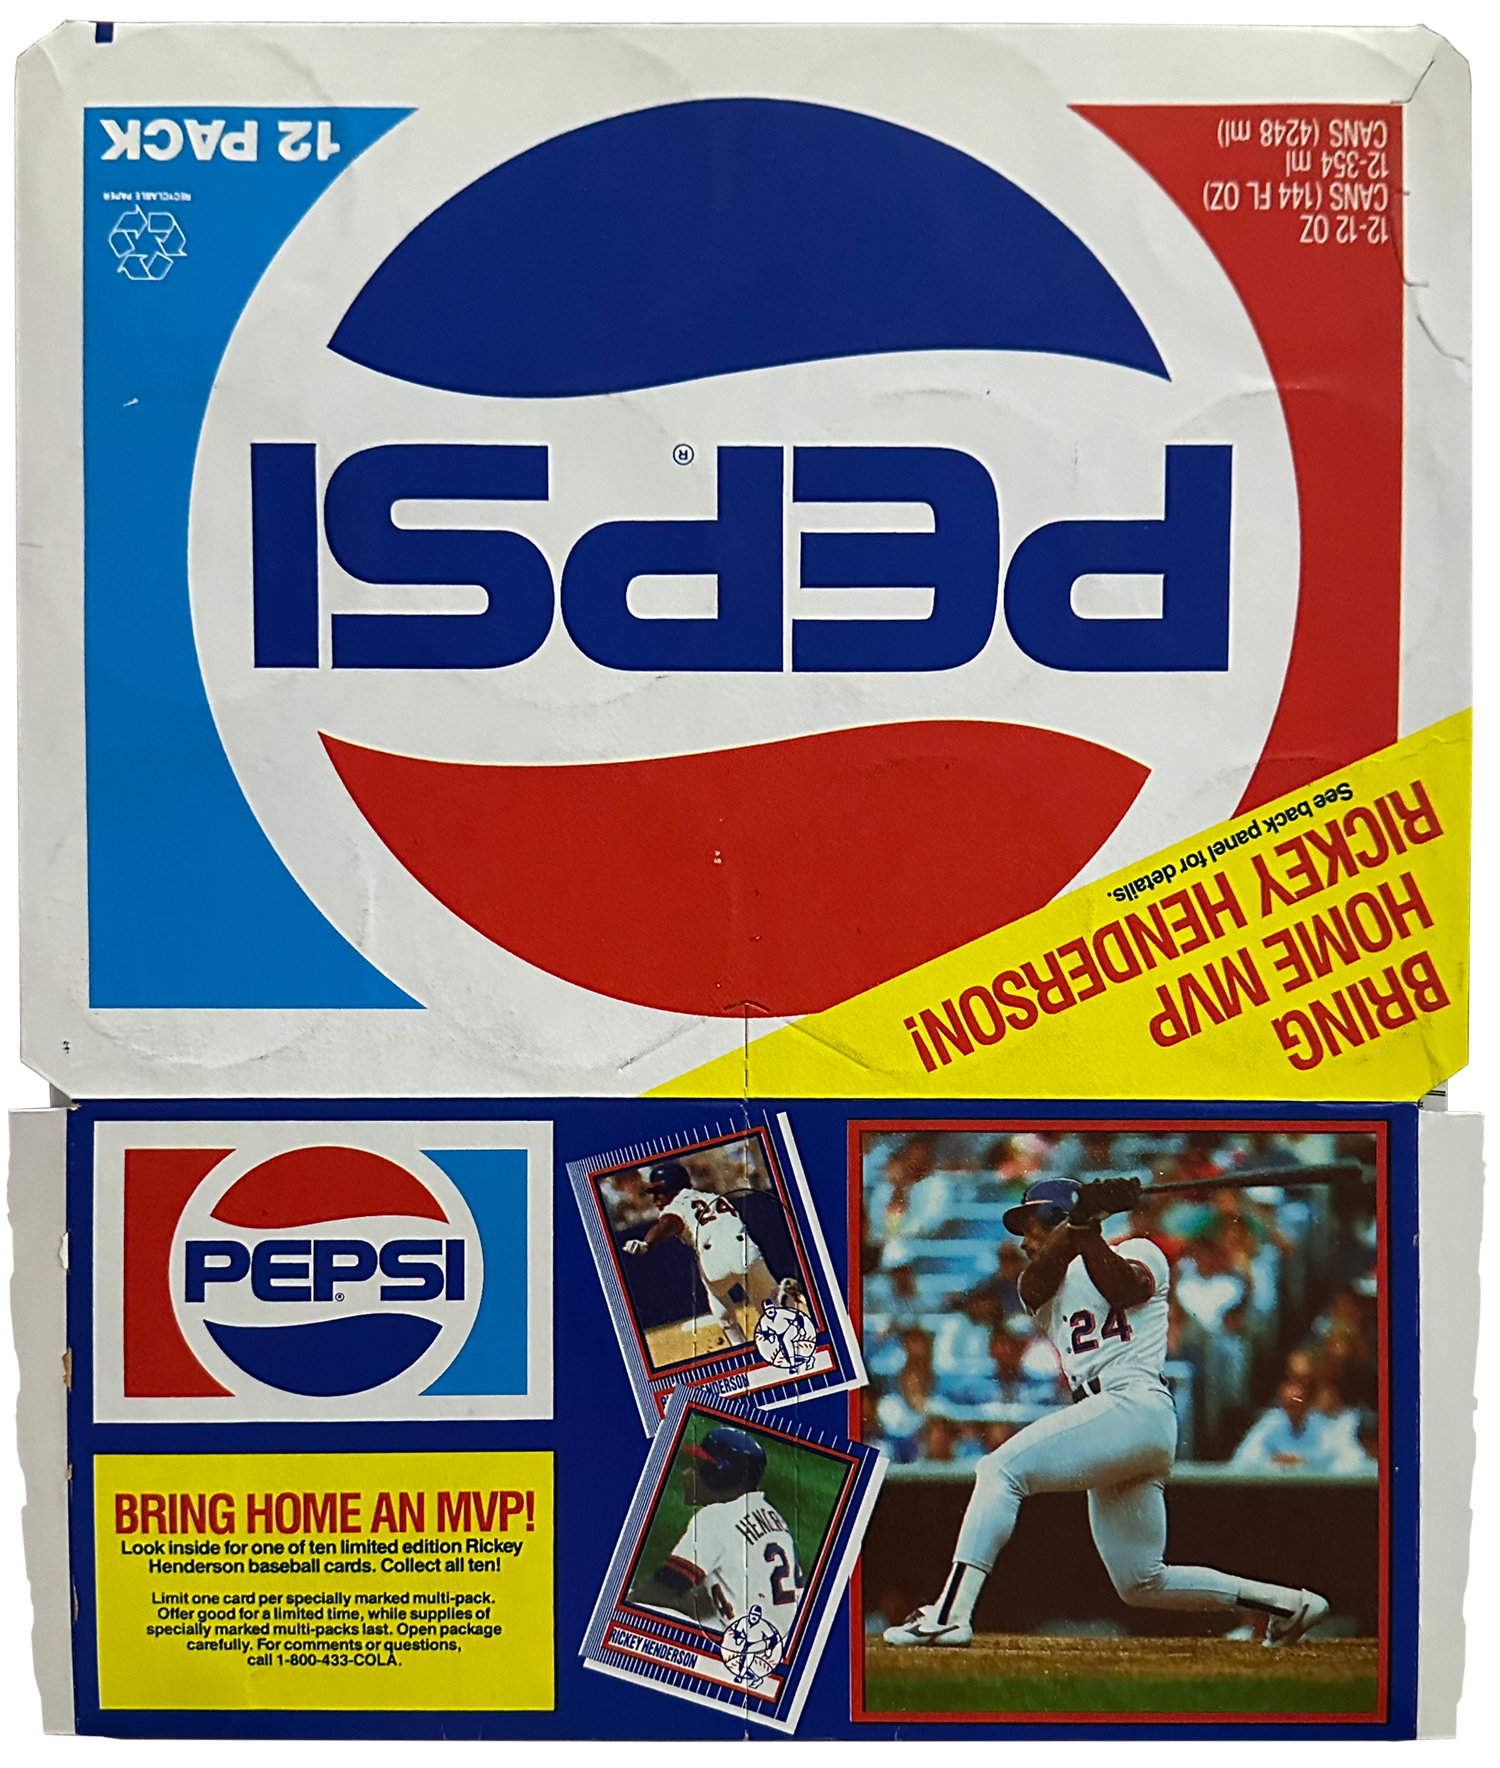 12 PACK
RECYCLABLE PAPER
12-12 OZ
CANS (144 FL OZ)
12-354 ml
CANS (4248 ml)
PEPSI®
BRING
HOME MVP
RICKEY HENDERSON!
See back panel for details.
PEPSI®
BRING HOME AN MVP!
Look inside for one of ten limited edition Rickey
Henderson baseball cards. Collect all ten!
Limit one card per specially marked multi-pack.
Offer good for a limited time, while supplies of
specially marked multi-packs last. Open package
carefully. For comments or questions,
call 1-800-433-COLA.
24
ENDERSON
HENDER
24
RICKEY HENDERSON
24